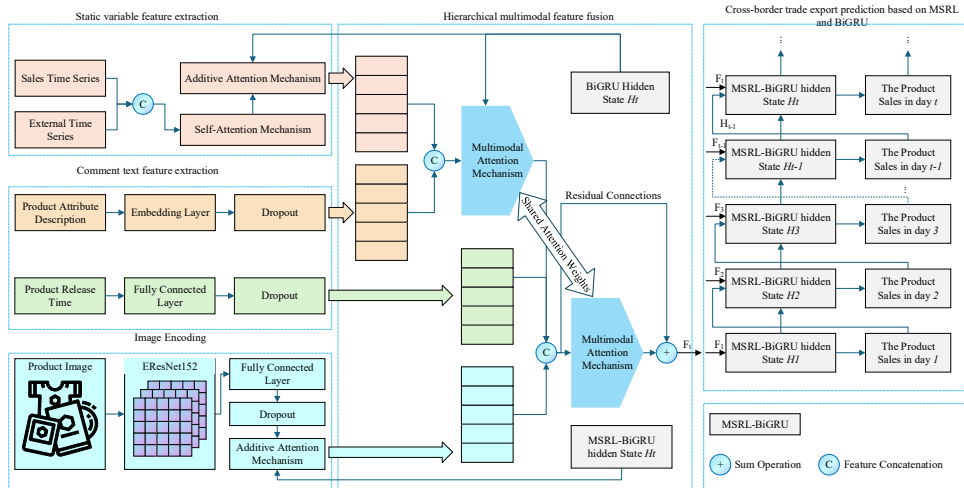 Static variable feature extraction
Sales Time Series
External Time Series
C
Additive Attention Mechanism
Self-Attention Mechanism
Comment text feature extraction
Product Attribute
Description
Embedding Layer
Dropout
Product Release
Time
Fully Connected
Layer
Dropout
Image Encoding
Product Image
EResNet152
Fully Connected
Layer
Dropout
Additive Attention
Mechanism
Hierarchical multimodal feature fusion
BiGRU Hidden
State Ht
C
Multimodal
Attention
Mechanism
Residual Connections
Shared Attention Weights
C
Multimodal
Attention
Mechanism
+
Ft
MSRL-BiGRU
hidden State Ht
Cross-border trade export prediction based on MSRL
and BiGRU
⋮
⋮
Ft
MSRL-BiGRU hidden
State Ht
The Product
Sales in day t
Ht-1
Ft-1
MSRL-BiGRU hidden
State Ht-1
The Product
Sales in day t-1
⋮
F3
MSRL-BiGRU hidden
State H3
The Product
Sales in day 3
F2
MSRL-BiGRU hidden
State H2
The Product
Sales in day 2
F1
MSRL-BiGRU hidden
State H1
The Product
Sales in day 1
MSRL-BiGRU
+ Sum Operation
C Feature Concatenation